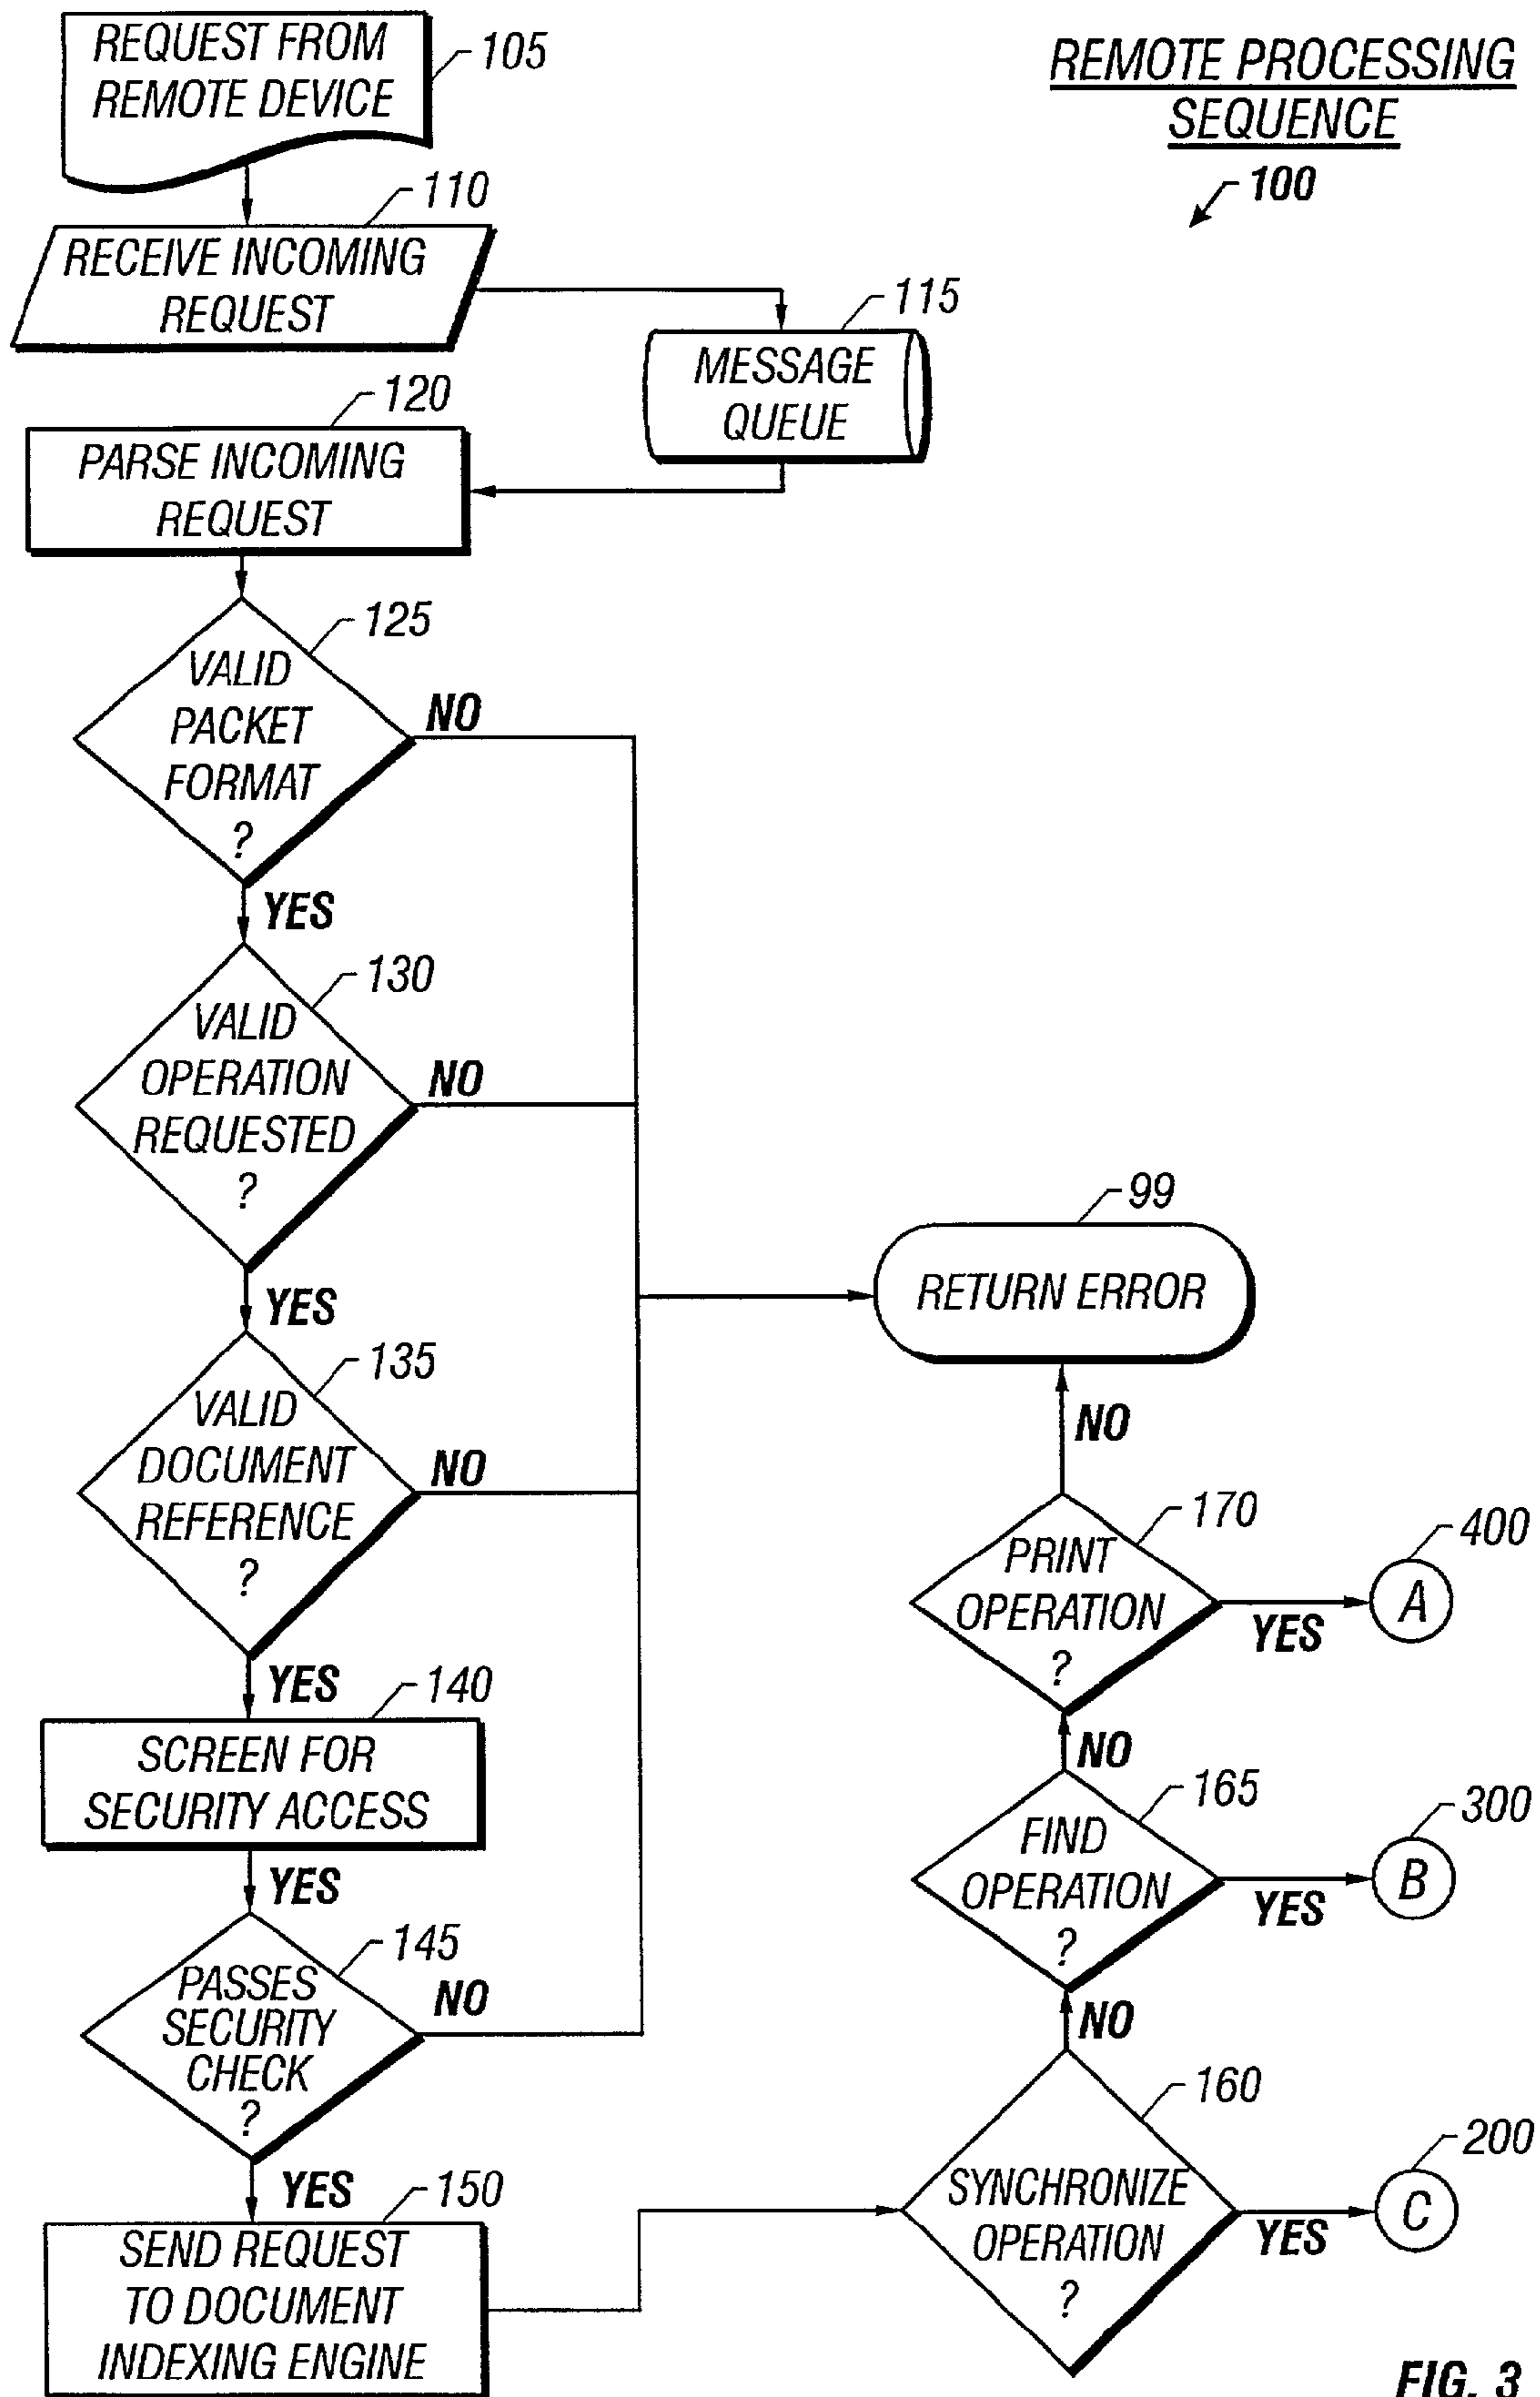 REQUEST FROM
REMOTE DEVICE
105
REMOTE PROCESSING
SEQUENCE
100
110
RECEIVE INCOMING
REQUEST
115
MESSAGE
QUEUE
120
PARSE INCOMING
REQUEST
125
VALID
PACKET
FORMAT
?
NO
YES
130
VALID
OPERATION
REQUESTED
?
NO
YES
135
VALID
DOCUMENT
REFERENCE
?
NO
YES
140
SCREEN FOR
SECURITY ACCESS
YES
145
PASSES
SECURITY
CHECK
?
NO
YES
150
SEND REQUEST
TO DOCUMENT
INDEXING ENGINE
99
RETURN ERROR
NO
170
PRINT
OPERATION
?
YES
400
A
NO
165
FIND
OPERATION
?
YES
300
B
NO
160
SYNCHRONIZE
OPERATION
?
YES
200
C
FIG. 3